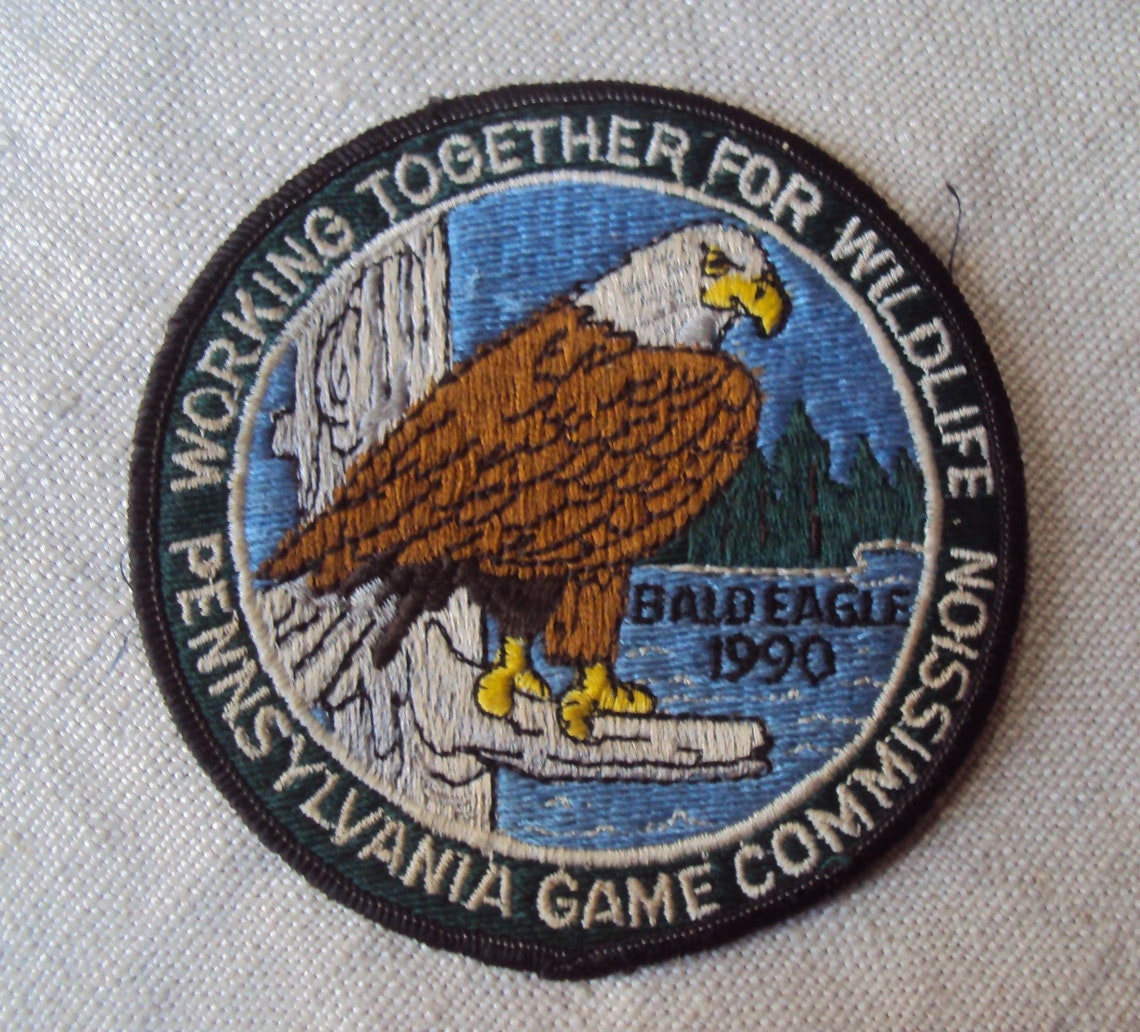 WORKING TOGETHER FOR WILDLIFE
BALD EAGLE
1990
PENNSYLVANIA GAME COMMISSION